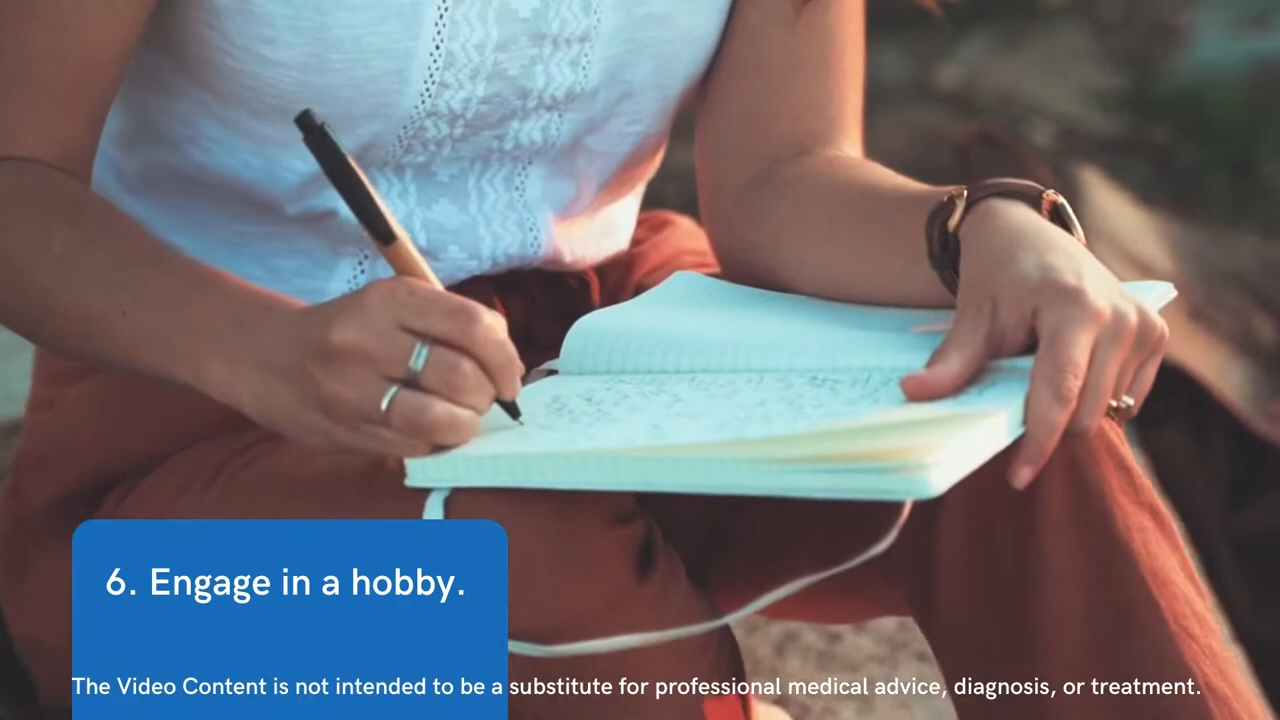 6. Engage in a hobby.
The Video Content is not intended to be a substitute for professional medical advice, diagnosis, or treatment.